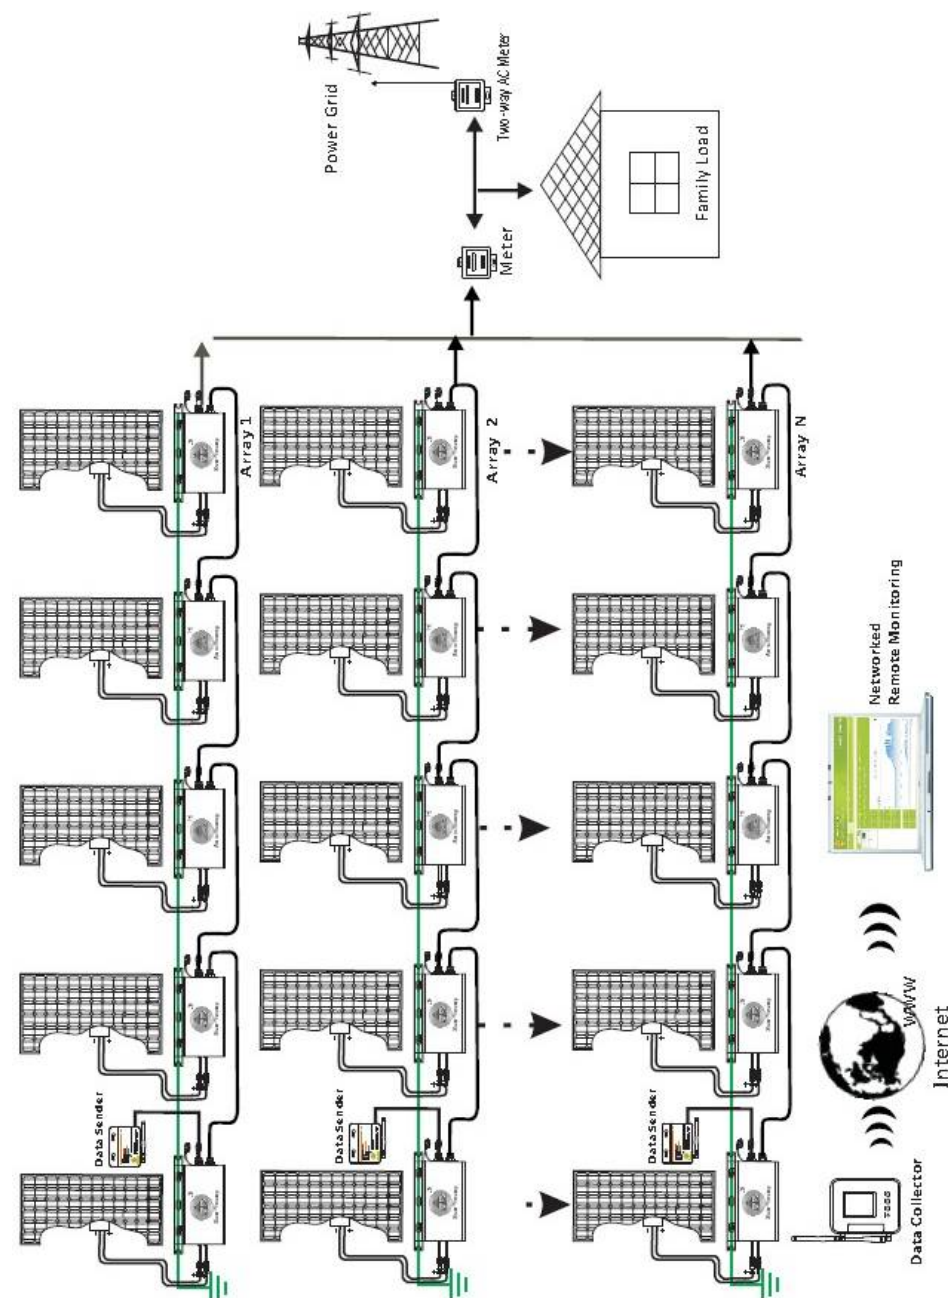 Power Grid
Two-way AC Meter
Meter
Family Load
Array 1
Array 2
Array N
Data Sender
Data Sender
Data Sender
Networked
Remote Monitoring
WWW
Internet
Data Collector